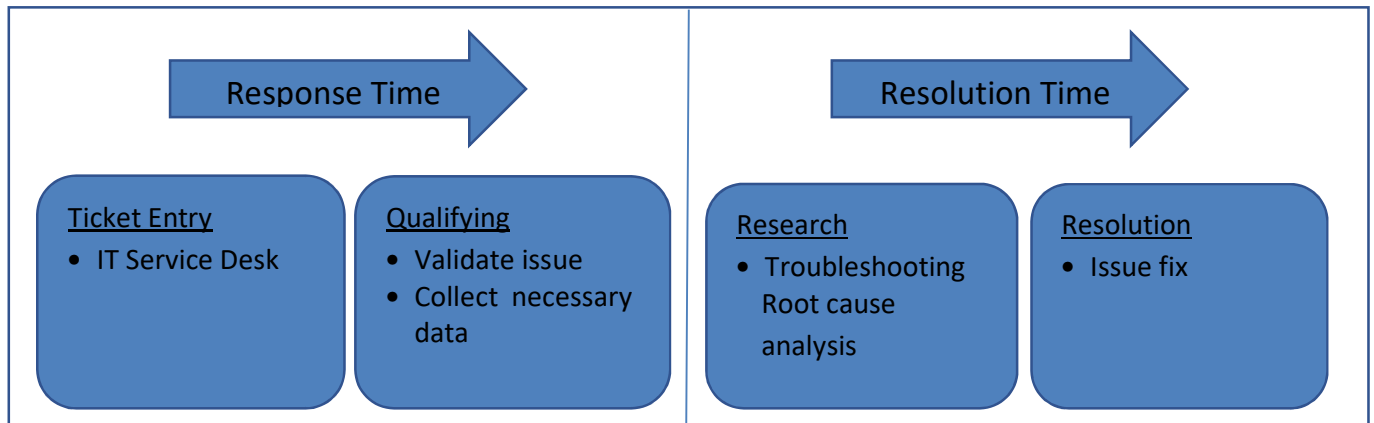 Response Time
Resolution Time
Ticket Entry
• IT Service Desk
Qualifying
• Validate issue
• Collect necessary
data
Research
• Troubleshooting
Root cause
analysis
Resolution
• Issue fix